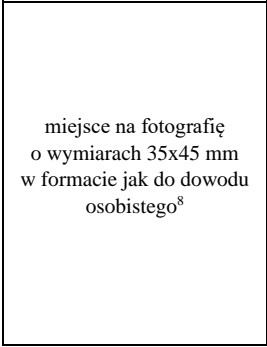 miejsce na fotografię
o wymiarach 35x45 mm
w formacie jak do dowodu
osobistego⁸